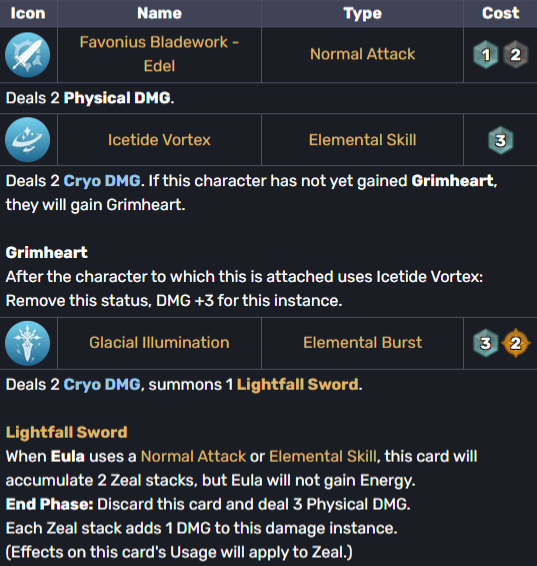 Icon Name Type Cost
Favonius Bladework -
Edel
Normal Attack
1 2
Deals 2 Physical DMG.
Icetide Vortex Elemental Skill 3
Deals 2 Cryo DMG. If this character has not yet gained Grimheart,
they will gain Grimheart.
Grimheart
After the character to which this is attached uses Icetide Vortex:
Remove this status, DMG +3 for this instance.
Glacial Illumination Elemental Burst 3 2
Deals 2 Cryo DMG, summons 1 Lightfall Sword.
Lightfall Sword
When Eula uses a Normal Attack or Elemental Skill, this card will
accumulate 2 Zeal stacks, but Eula will not gain Energy.
End Phase: Discard this card and deal 3 Physical DMG.
Each Zeal stack adds 1 DMG to this damage instance.
(Effects on this card's Usage will apply to Zeal.)